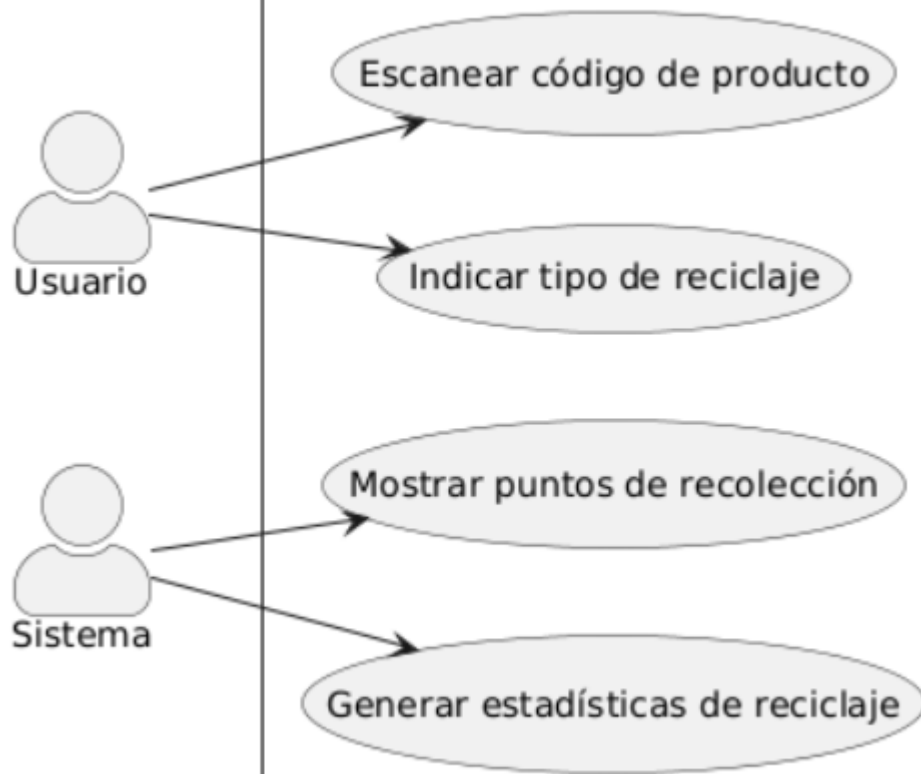 Escanear código de producto
Usuario
Indicar tipo de reciclaje
Mostrar puntos de recolección
Sistema
Generar estadísticas de reciclaje